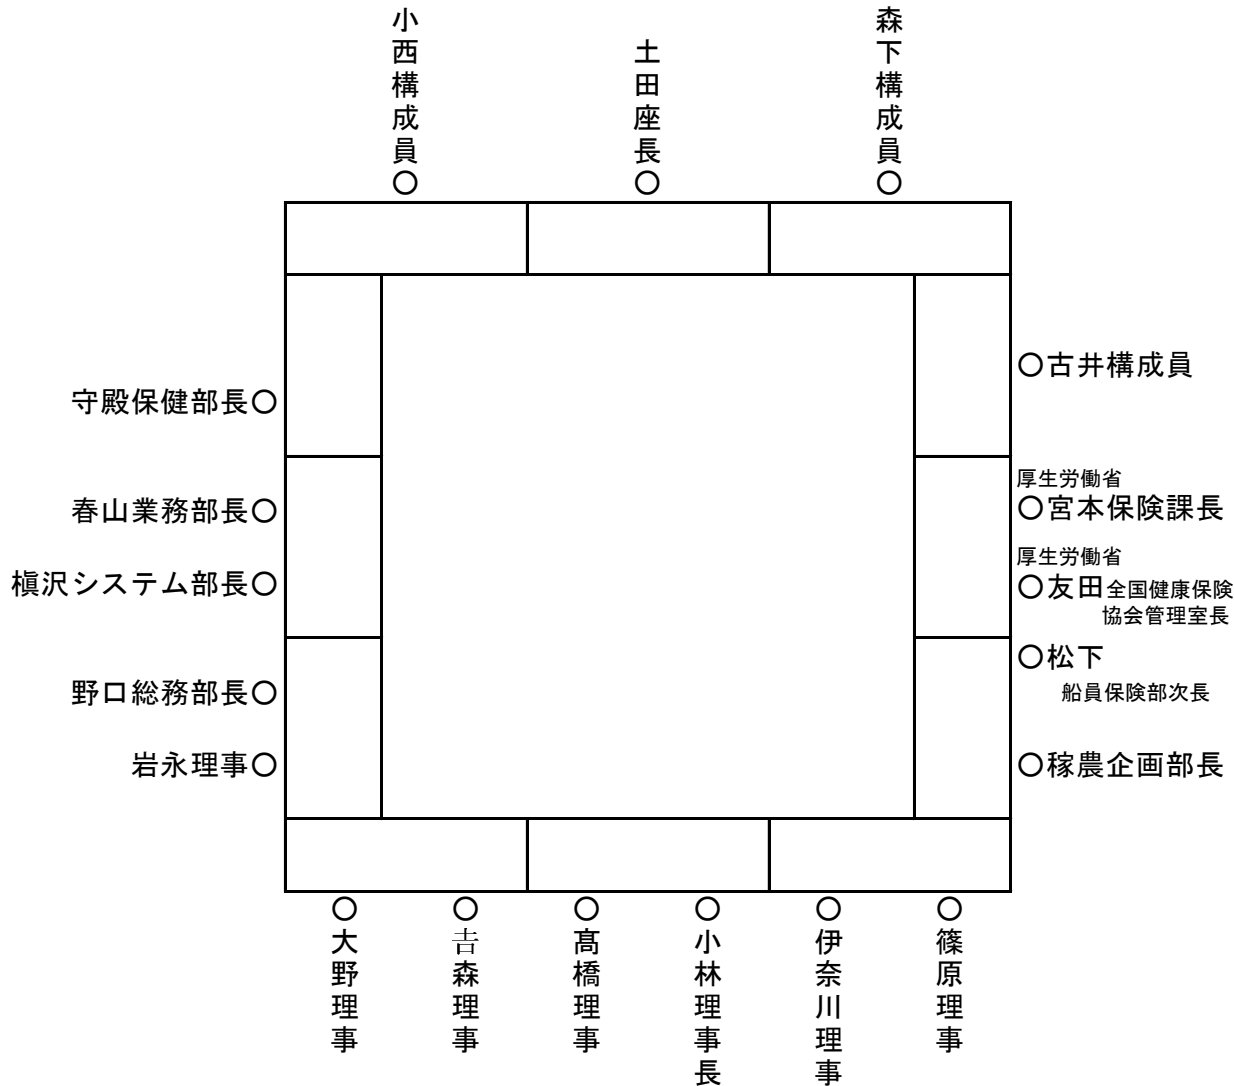 小西構成員○
土田座長○
森下構成員○
守殿保健部長○
春山業務部長○
槇沢システム部長○
野口総務部長○
岩永理事○
○古井構成員
厚生労働省
○宮本保険課長
厚生労働省
○友田全国健康保険
協会管理室長
○松下
船員保険部次長
○稼農企画部長
○大野理事
○𠮷森理事
○髙橋理事
○小林理事長
○伊奈川理事
○篠原理事